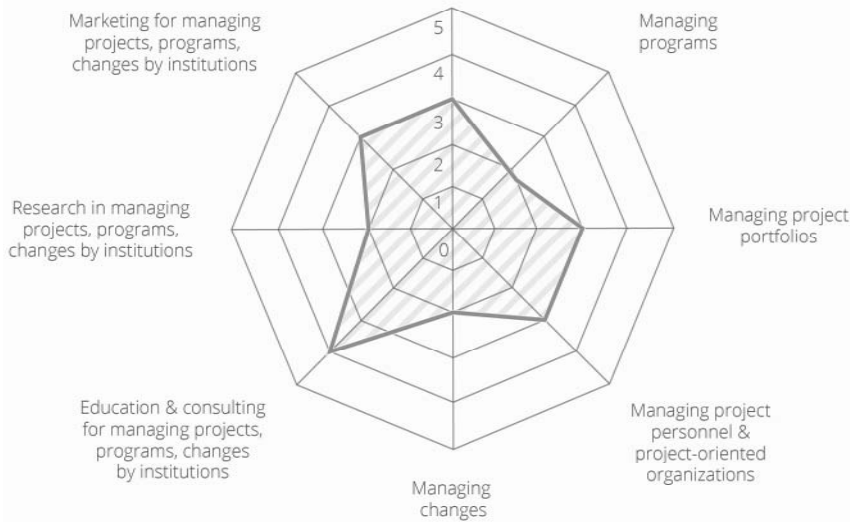 Marketing for managing
projects, programs,
changes by institutions
5
4
3
2
1
0
Managing
programs
Research in managing
projects, programs,
changes by institutions
Managing project
portfolios
Education & consulting
for managing projects,
programs, changes
by institutions
Managing
changes
Managing project
personnel &
project-oriented
organizations